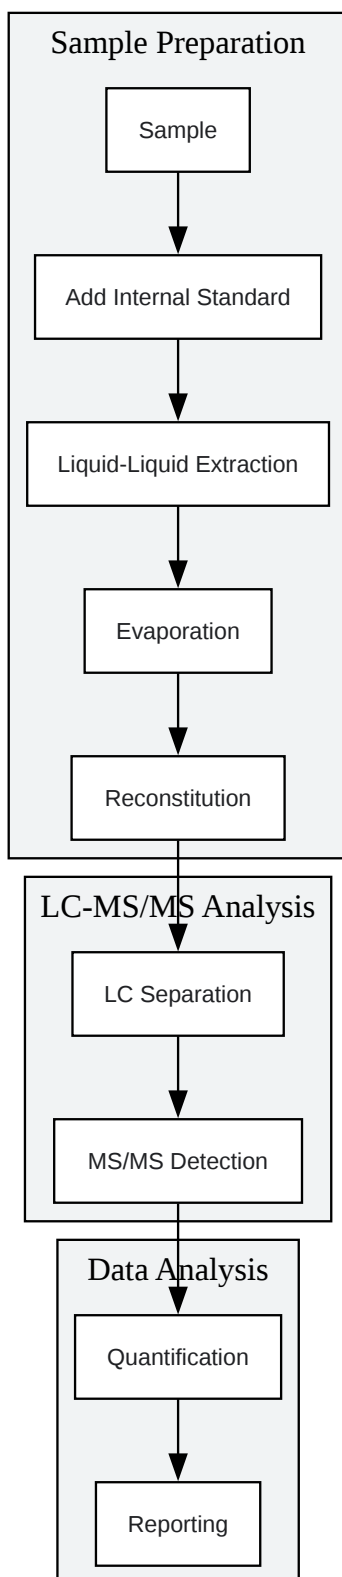 Sample Preparation
Sample
Add Internal Standard
Liquid-Liquid Extraction
Evaporation
Reconstitution
LC-MS/MS Analysis
LC Separation
MS/MS Detection
Data Analysis
Quantification
Reporting